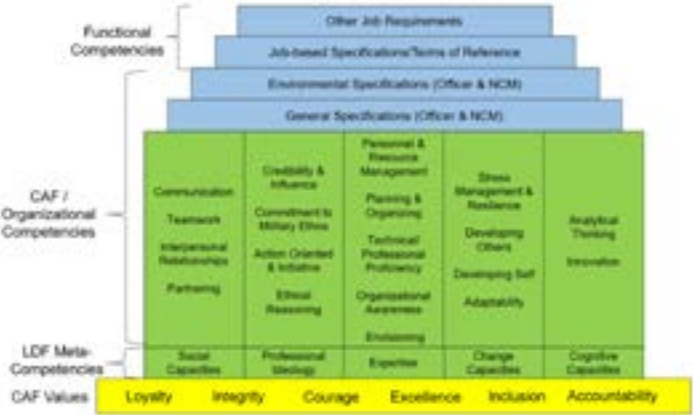 Functional
Competencies
Other Job Requirements
Job-based Specifications/Terms of Reference
Environmental Specifications (Officer & NCM)
General Specifications (Officer & NCM)
CAF /
Organizational
Competencies
Communication
Teamwork
Interpersonal
Relationships
Partnering
Credibility &
Influence
Commitment to
Military Ethos
Action Oriented
& Initiative
Ethical
Reasoning
Personnel &
Resource
Management
Planning &
Organizing
Technical/
Professional
Proficiency
Organizational
Awareness
Envisioning
Stress
Management &
Resilience
Developing
Others
Developing Self
Adaptability
Analytical
Thinking
Innovation
LDF Meta-
Competencies
Social
Capacities
Professional
Ideology
Expertise
Change
Capacities
Cognitive
Capacities
CAF Values
Loyalty
Integrity
Courage
Excellence
Inclusion
Accountability